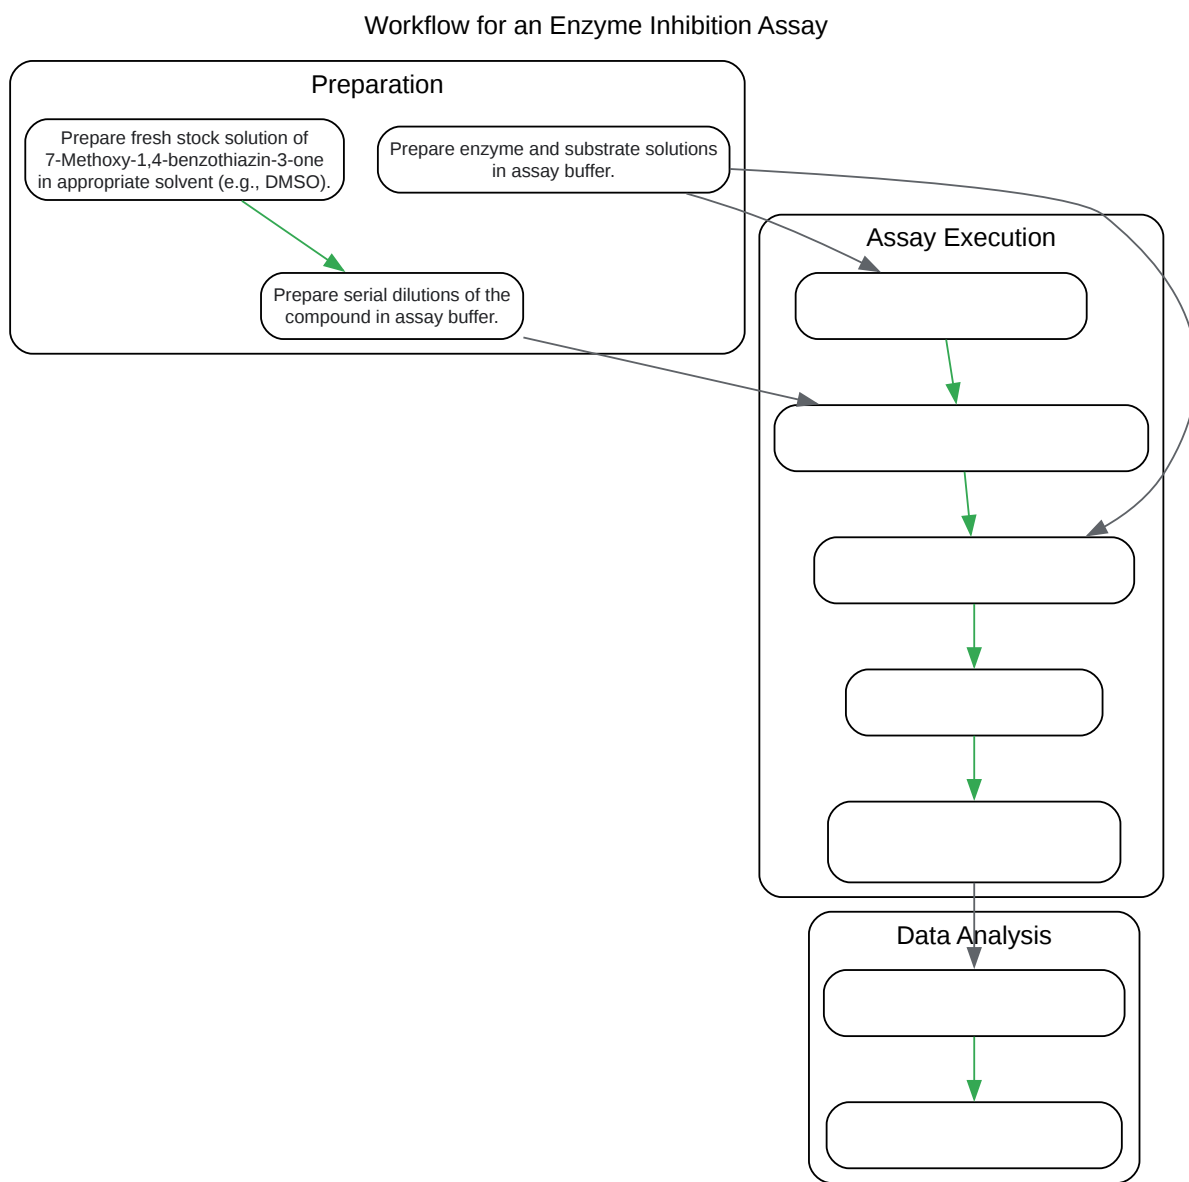 Workflow for an Enzyme Inhibition Assay
Preparation
Prepare fresh stock solution of
7-Methoxy-1,4-benzothiazin-3-one
in appropriate solvent (e.g., DMSO).
Prepare enzyme and substrate solutions
in assay buffer.
Prepare serial dilutions of the
compound in assay buffer.
Assay Execution
Data Analysis